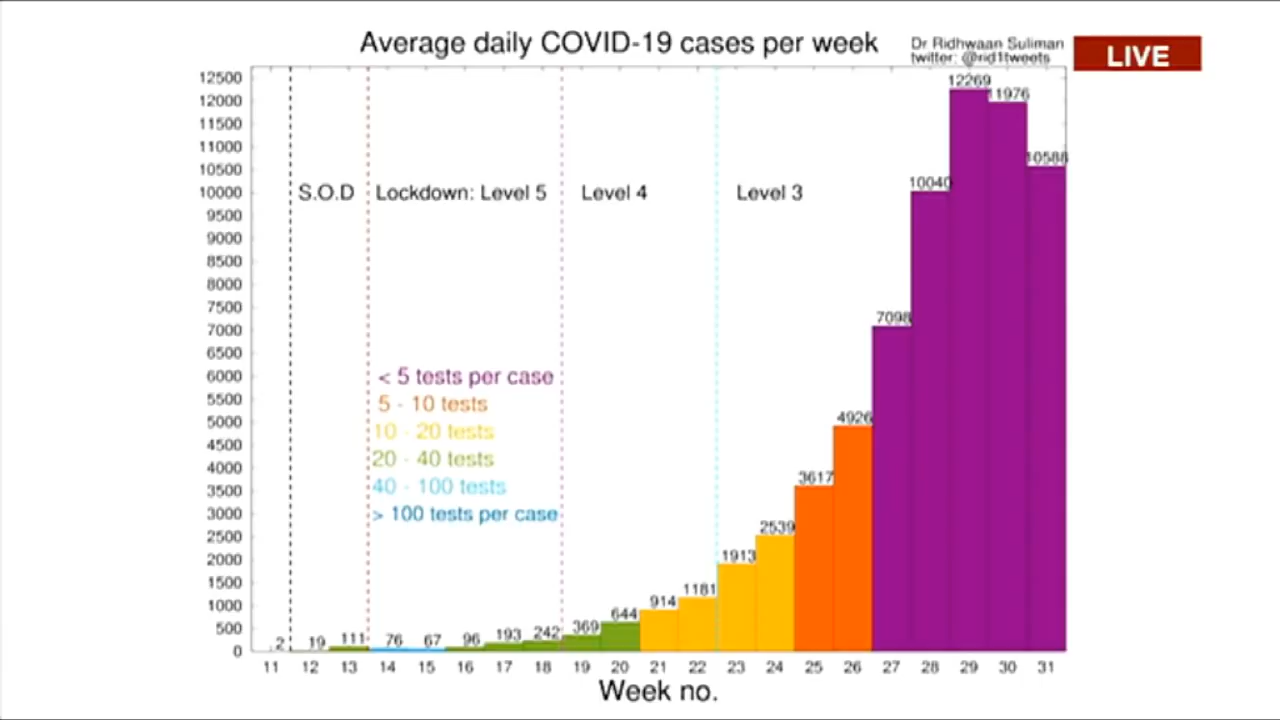 Average daily COVID-19 cases per week
Dr Ridhwaan Suliman
twitter: @rid1tweets
LIVE
12500
12000
11500
11000
10500
10000
9500
9000
8500
8000
7500
7000
6500
6000
5500
5000
4500
4000
3500
3000
2500
2000
1500
1000
500
0
S.O.D Lockdown: Level 5 Level 4 Level 3
< 5 tests per case
5 - 10 tests
10 - 20 tests
20 - 40 tests
40 - 100 tests
> 100 tests per case
2 19 111 76 67 96 193 242 369 644 914 1181 1913 2539 3617 4926 7098 10040 12269 11976 10588
11 12 13 14 15 16 17 18 19 20 21 22 23 24 25 26 27 28 29 30 31
Week no.